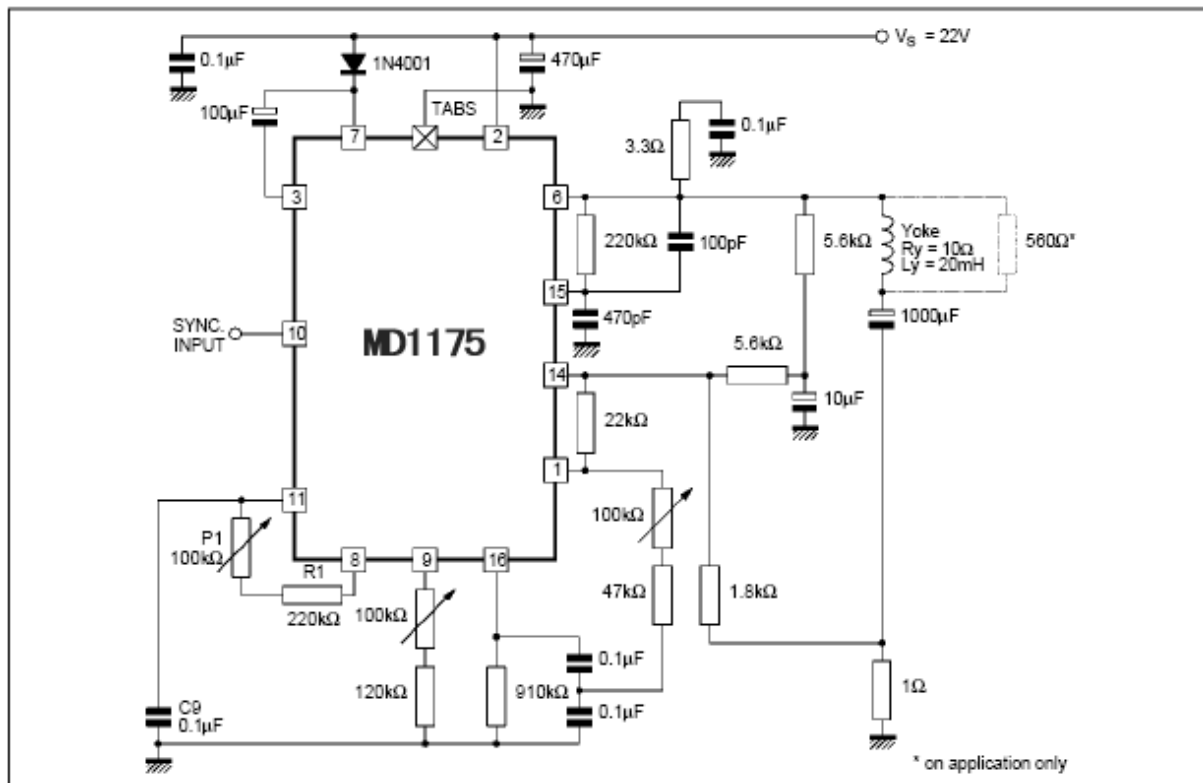 V_S = 22V
0.1μF
1N4001
470μF
100μF
TABS
7
2
3.3Ω
0.1μF
3
6
220kΩ
100pF
5.6kΩ
Yoke
Ry = 10Ω
Ly = 20mH
560Ω*
15
470pF
1000μF
SYNC.
INPUT
10
MD1175
5.6kΩ
14
10μF
22kΩ
1
11
100kΩ
P1
100kΩ
8
9
16
R1
220kΩ
100kΩ
47kΩ
1.8kΩ
0.1μF
120kΩ
910kΩ
0.1μF
1Ω
C9
0.1μF
* on application only